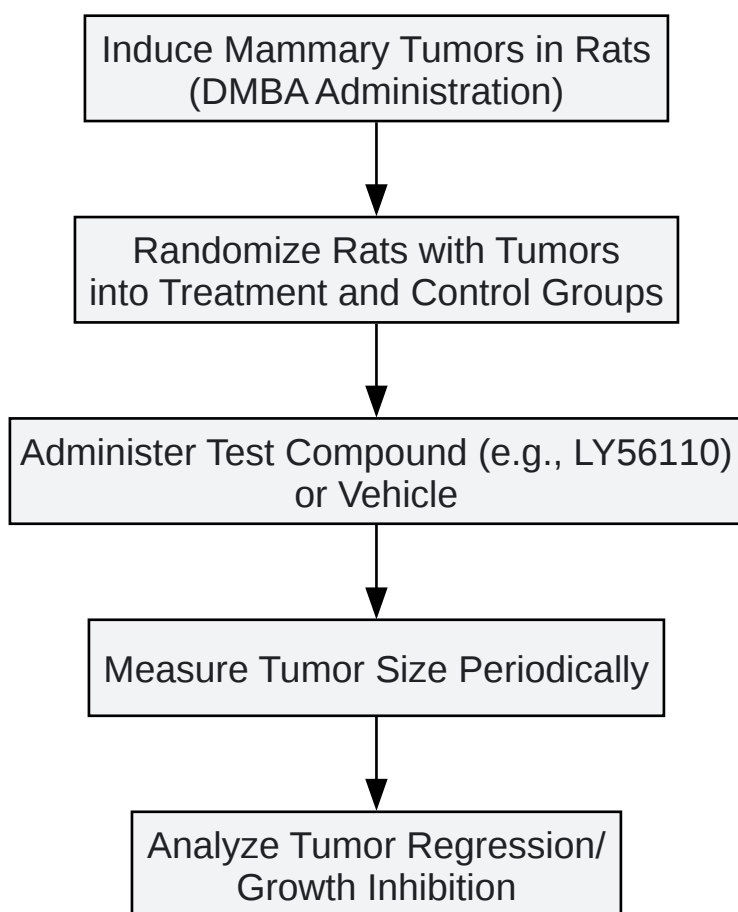 Induce Mammary Tumors in Rats
(DMBA Administration)
Randomize Rats with Tumors
into Treatment and Control Groups
Administer Test Compound (e.g., LY56110)
or Vehicle
Measure Tumor Size Periodically
Analyze Tumor Regression/
Growth Inhibition